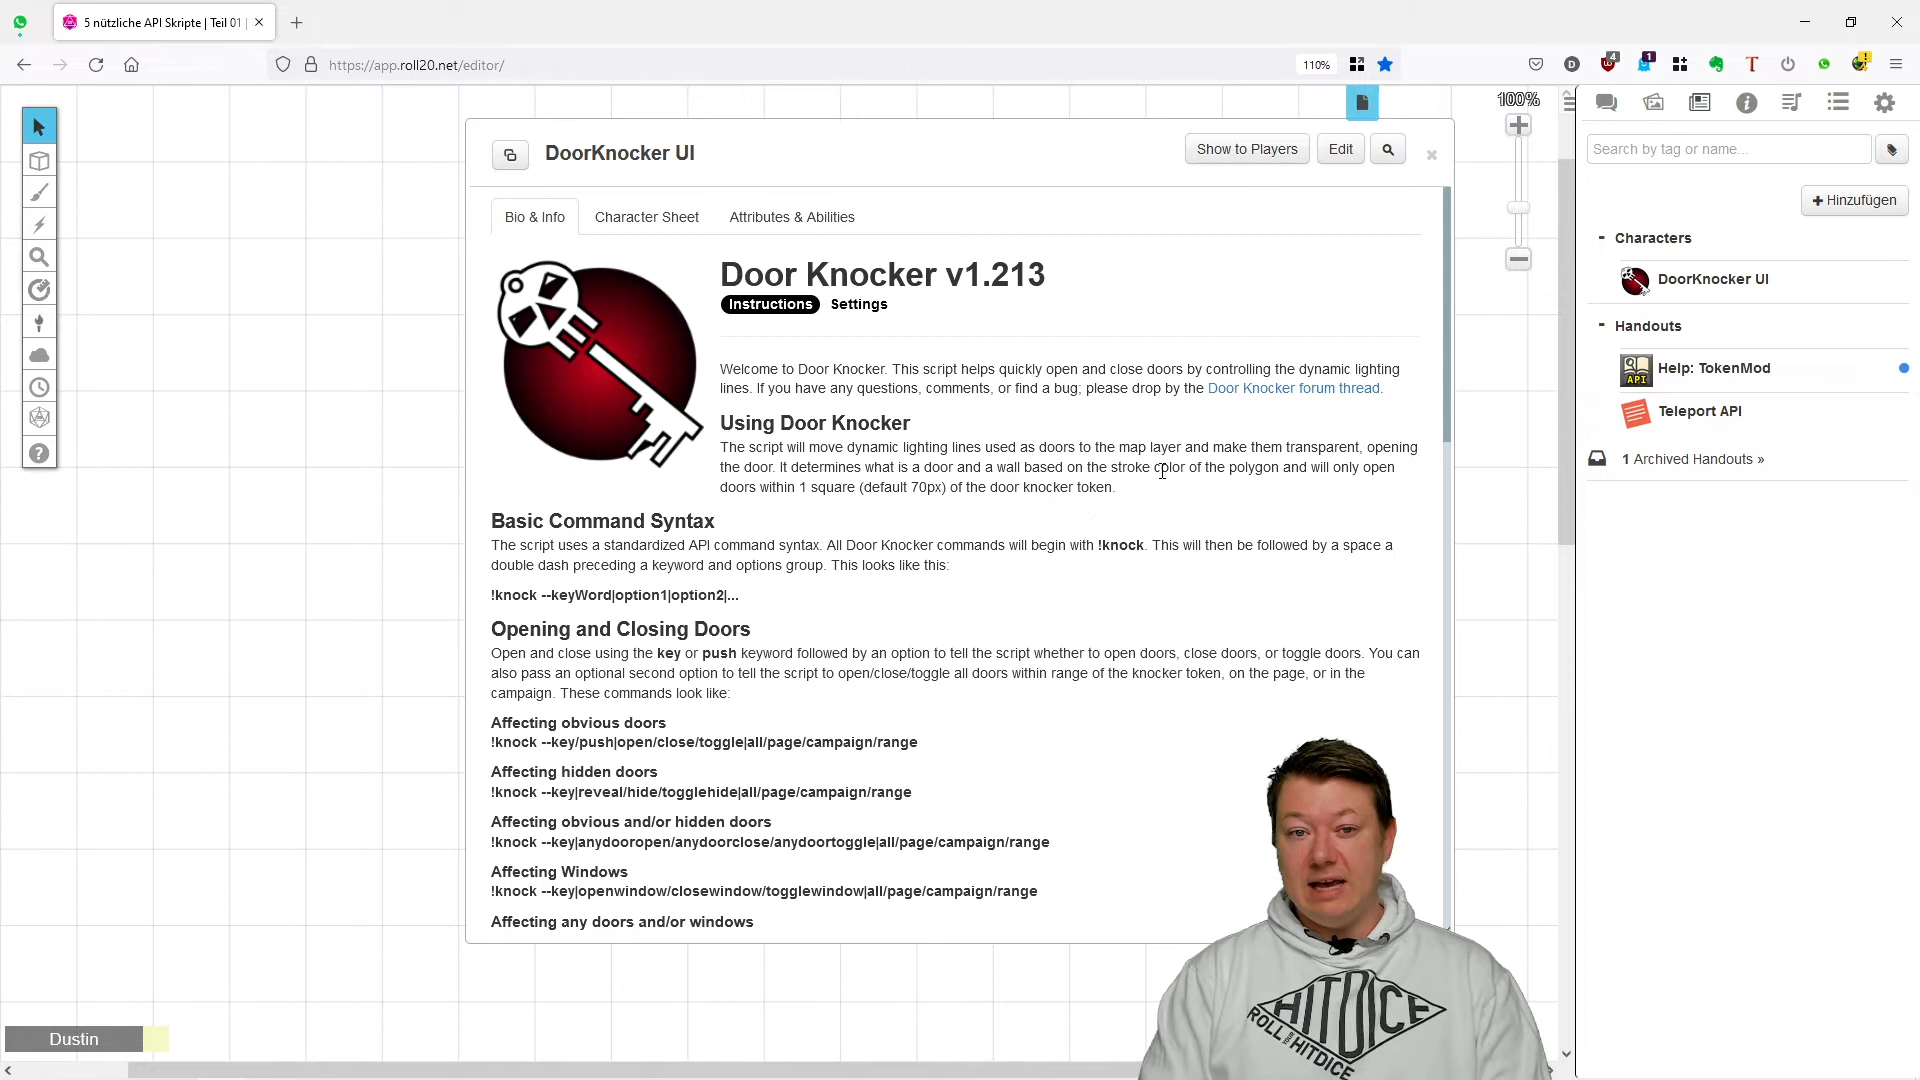 5 nützliche API Skripte | Teil 01 |
https://app.roll20.net/editor/
110%
4
1
100%
DoorKnocker UI
Show to Players
Edit
Bio & Info
Character Sheet
Attributes & Abilities
Door Knocker v1.213
Instructions
Settings
Welcome to Door Knocker. This script helps quickly open and close doors by controlling the dynamic lighting
lines. If you have any questions, comments, or find a bug; please drop by the Door Knocker forum thread.
Using Door Knocker
The script will move dynamic lighting lines used as doors to the map layer and make them transparent, opening
the door. It determines what is a door and a wall based on the stroke color of the polygon and will only open
doors within 1 square (default 70px) of the door knocker token.
Basic Command Syntax
The script uses a standardized API command syntax. All Door Knocker commands will begin with !knock. This will then be followed by a space a
double dash preceding a keyword and options group. This looks like this:
!knock --keyWord|option1|option2|...
Opening and Closing Doors
Open and close using the key or push keyword followed by an option to tell the script whether to open doors, close doors, or toggle doors. You can
also pass an optional second option to tell the script to open/close/toggle all doors within range of the knocker token, on the page, or in the
campaign. These commands look like:
Affecting obvious doors
!knock --key/push|open/close/toggle|all/page/campaign/range
Affecting hidden doors
!knock --key|reveal/hide/togglehide|all/page/campaign/range
Affecting obvious and/or hidden doors
!knock --key|anydooropen/anydoorclose/anydoortoggle|all/page/campaign/range
Affecting Windows
!knock --key|openwindow/closewindow/togglewindow|all/page/campaign/range
Affecting any doors and/or windows
Search by tag or name...
Hinzufügen
Characters
DoorKnocker UI
Handouts
API
Help: TokenMod
Teleport API
1 Archived Handouts »
HITDICE
ROLL YOUR HITDICE
Dustin